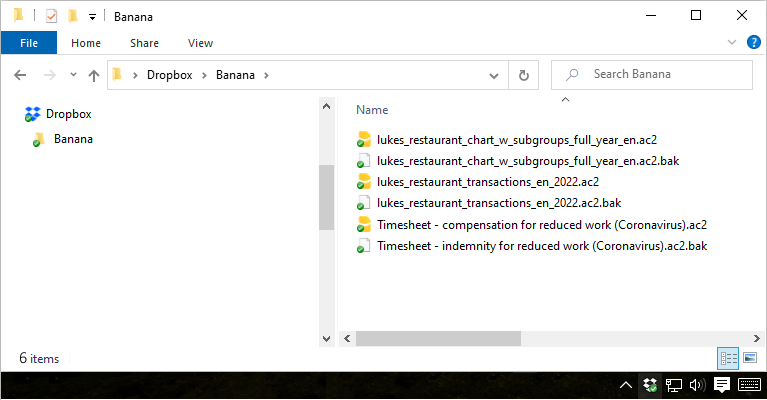 Banana
File Home Share View
Dropbox Banana
Search Banana
Dropbox
Banana
Name
lukes_restaurant_chart_w_subgroups_full_year_en.ac2
lukes_restaurant_chart_w_subgroups_full_year_en.ac2.bak
lukes_restaurant_transactions_en_2022.ac2
lukes_restaurant_transactions_en_2022.ac2.bak
Timesheet - compensation for reduced work (Coronavirus).ac2
Timesheet - indemnity for reduced work (Coronavirus).ac2.bak
6 items